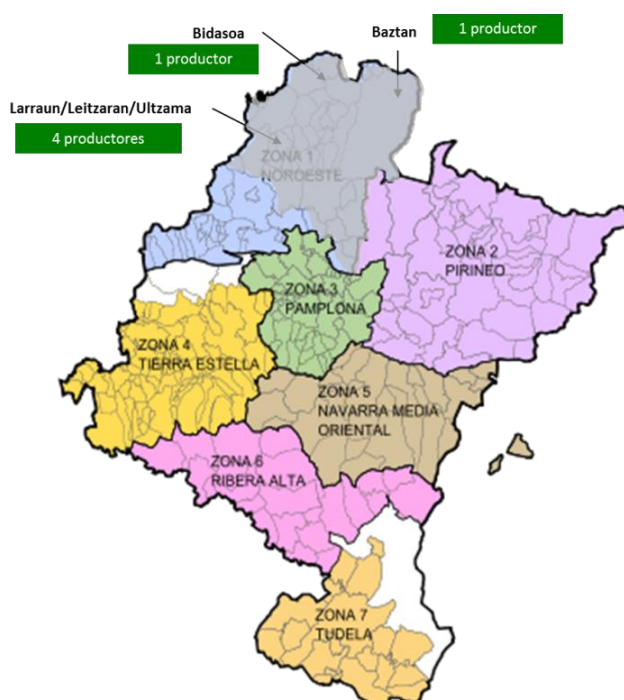 Bidasoa
1 productor
Baztan
1 productor
Larraun/Leitzaran/Ultzama
4 productores
ZONA 1
NOROESTE
ZONA 2
PIRINEO
ZONA 3
PAMPLONA
ZONA 4
TIERRA ESTELLA
ZONA 5
NAVARRA MEDIA
ORIENTAL
ZONA 6
RIBERA ALTA
ZONA 7
TUDELA